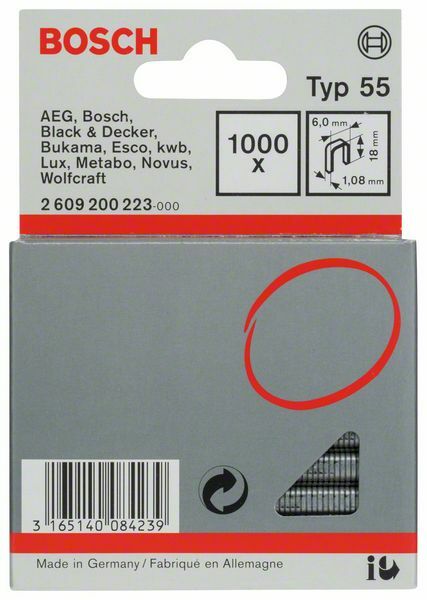 BOSCH
Typ 55
AEG, Bosch,
Black & Decker,
Bukama, Esco, kwb,
Lux, Metabo, Novus,
Wolfcraft
2 609 200 223-000
1000
x
6,0 mm
18 mm
1,08 mm
3 165140 084239
Made in Germany / Fabriqué en Allemagne